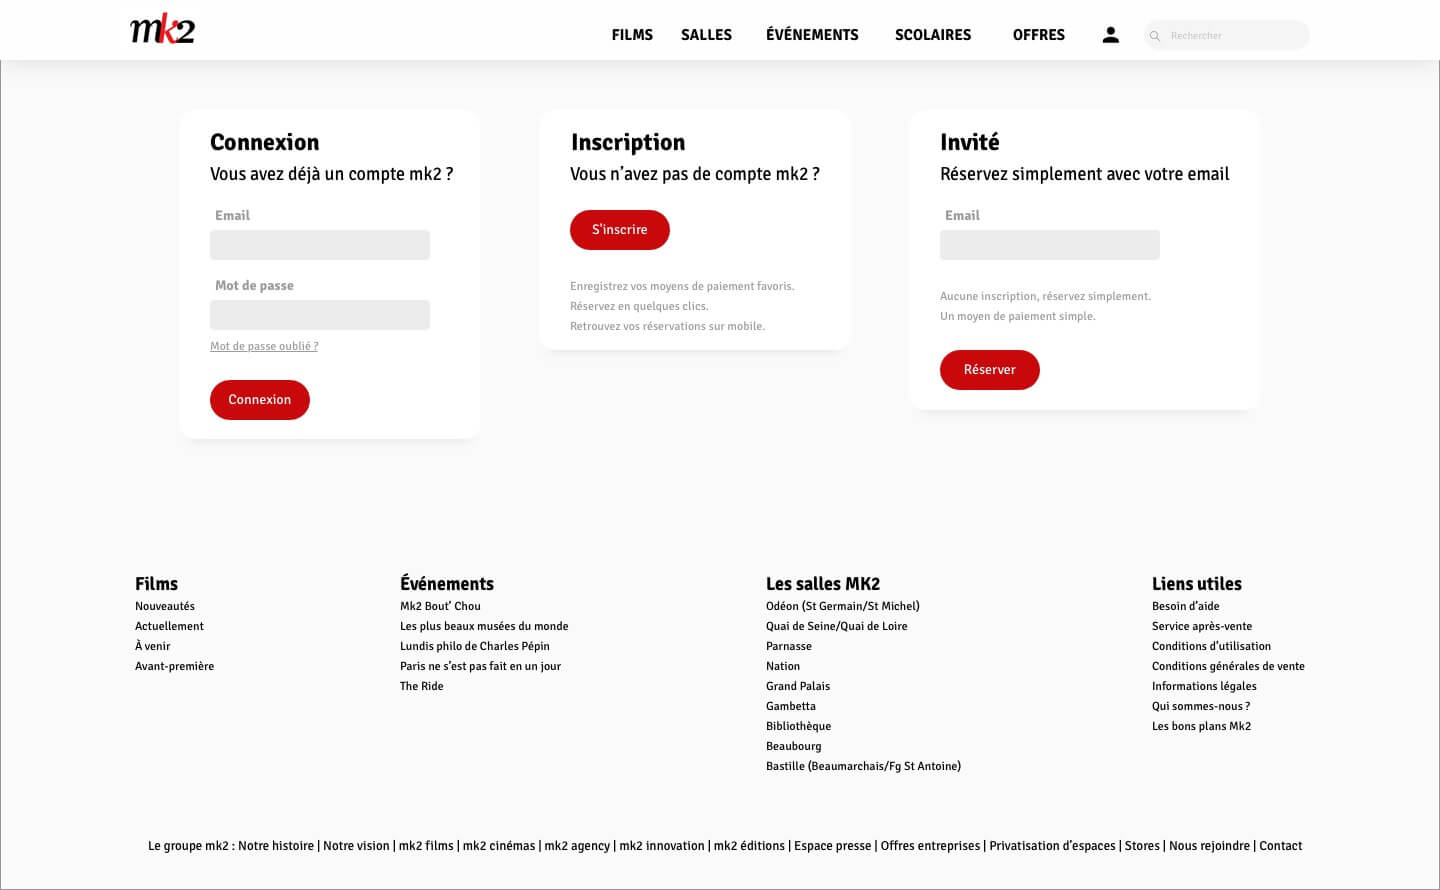 mk2
FILMS SALLES ÉVÉNEMENTS SCOLAIRES OFFRES Rechercher
Connexion
Vous avez déjà un compte mk2 ?
Email
Mot de passe
Mot de passe oublié ?
Connexion
Inscription
Vous n’avez pas de compte mk2 ?
S'inscrire
Enregistrez vos moyens de paiement favoris.
Réservez en quelques clics.
Retrouvez vos réservations sur mobile.
Invité
Réservez simplement avec votre email
Email
Aucune inscription, réservez simplement.
Un moyen de paiement simple.
Réserver
Films
Nouveautés
Actuellement
À venir
Avant-première
Événements
Mk2 Bout’ Chou
Les plus beaux musées du monde
Lundis philo de Charles Pépin
Paris ne s’est pas fait en un jour
The Ride
Les salles MK2
Odéon (St Germain/St Michel)
Quai de Seine/Quai de Loire
Parnasse
Nation
Grand Palais
Gambetta
Bibliothèque
Beaubourg
Bastille (Beaumarchais/Fg St Antoine)
Liens utiles
Besoin d’aide
Service après-vente
Conditions d’utilisation
Conditions générales de vente
Informations légales
Qui sommes-nous ?
Les bons plans Mk2
Le groupe mk2 : Notre histoire | Notre vision | mk2 films | mk2 cinémas | mk2 agency | mk2 innovation | mk2 éditions | Espace presse | Offres entreprises | Privatisation d’espaces | Stores | Nous rejoindre | Contact